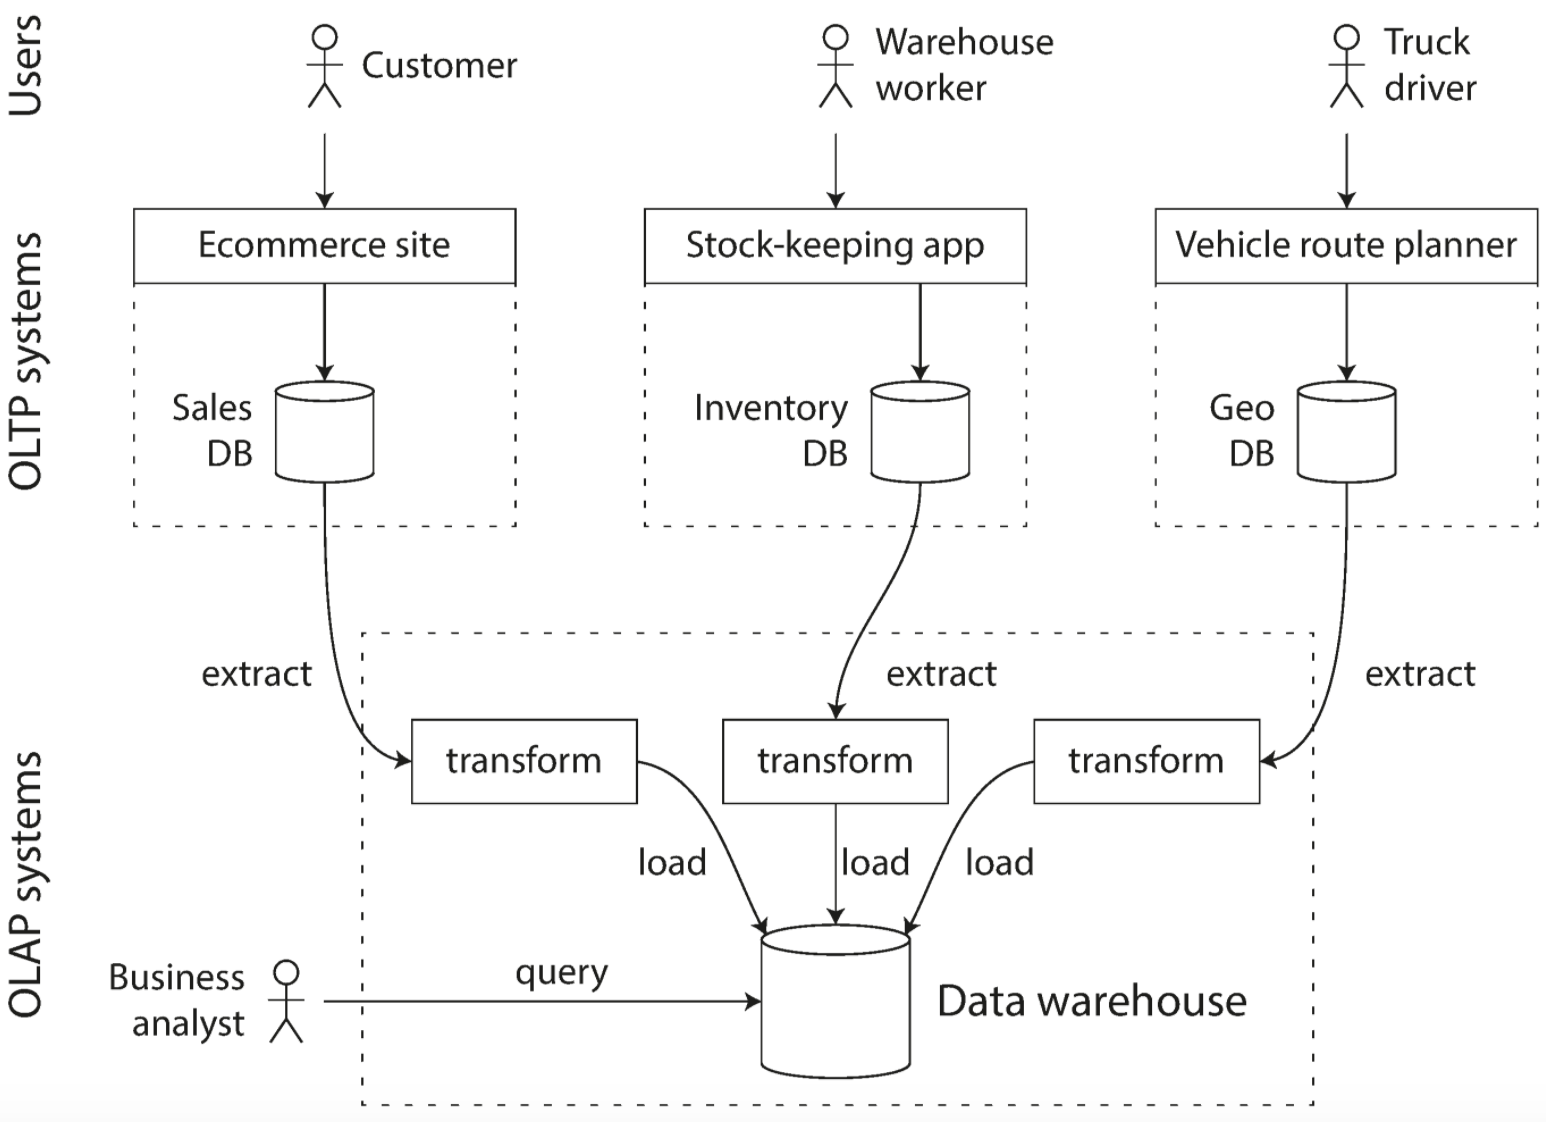 Users
Customer
Warehouse
worker
Truck
driver
OLTP systems
Ecommerce site
Stock-keeping app
Vehicle route planner
Sales
DB
Inventory
DB
Geo
DB
OLAP systems
extract
extract
extract
transform
transform
transform
load
load
load
Business
analyst
query
Data warehouse